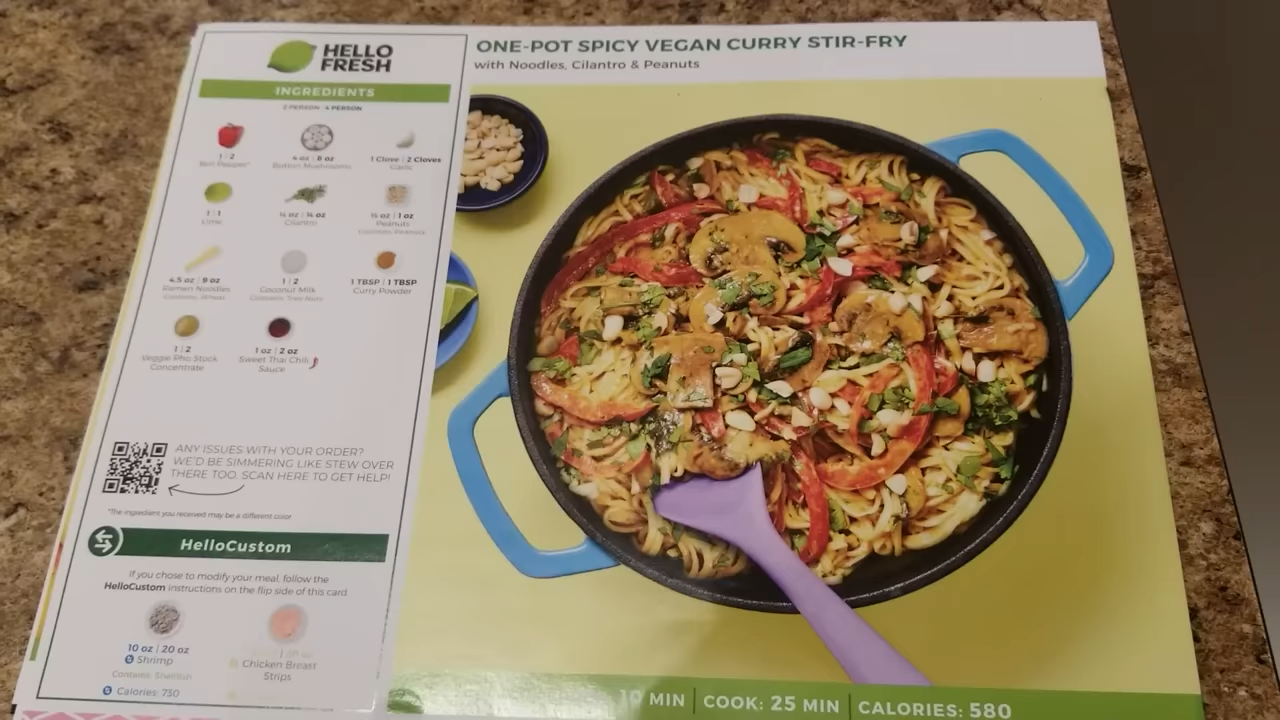 HELLO
FRESH
ONE-POT SPICY VEGAN CURRY STIR-FRY
with Noodles, Cilantro & Peanuts
INGREDIENTS
2 PERSON 4 PERSON
1 | 2
Bell Pepper*
4 oz | 8 oz
Button Mushrooms
1 Clove | 2 Cloves
Garlic
1 | 1
Lime
¼ oz | ¼ oz
Cilantro
½ oz | 1 oz
Peanuts
Contains: Peanuts
4.5 oz | 9 oz
Ramen Noodles
Contains: Wheat
1 | 2
Coconut Milk
Contains: Tree Nuts
1 TBSP | 1 TBSP
Curry Powder
1 | 2
Veggie Pho Stock
Concentrate
1 oz | 2 oz
Sweet Thai Chili
Sauce
ANY ISSUES WITH YOUR ORDER?
WE'D BE SIMMERING LIKE STEW OVER
THERE TOO. SCAN HERE TO GET HELP!
*The ingredient you received may be a different color
HelloCustom
If you chose to modify your meal, follow the
HelloCustom instructions on the flip side of this card.
10 oz | 20 oz
Shrimp
Contains: Shellfish
Calories: 730
Chicken Breast
Strips
10 MIN | COOK: 25 MIN | CALORIES: 580